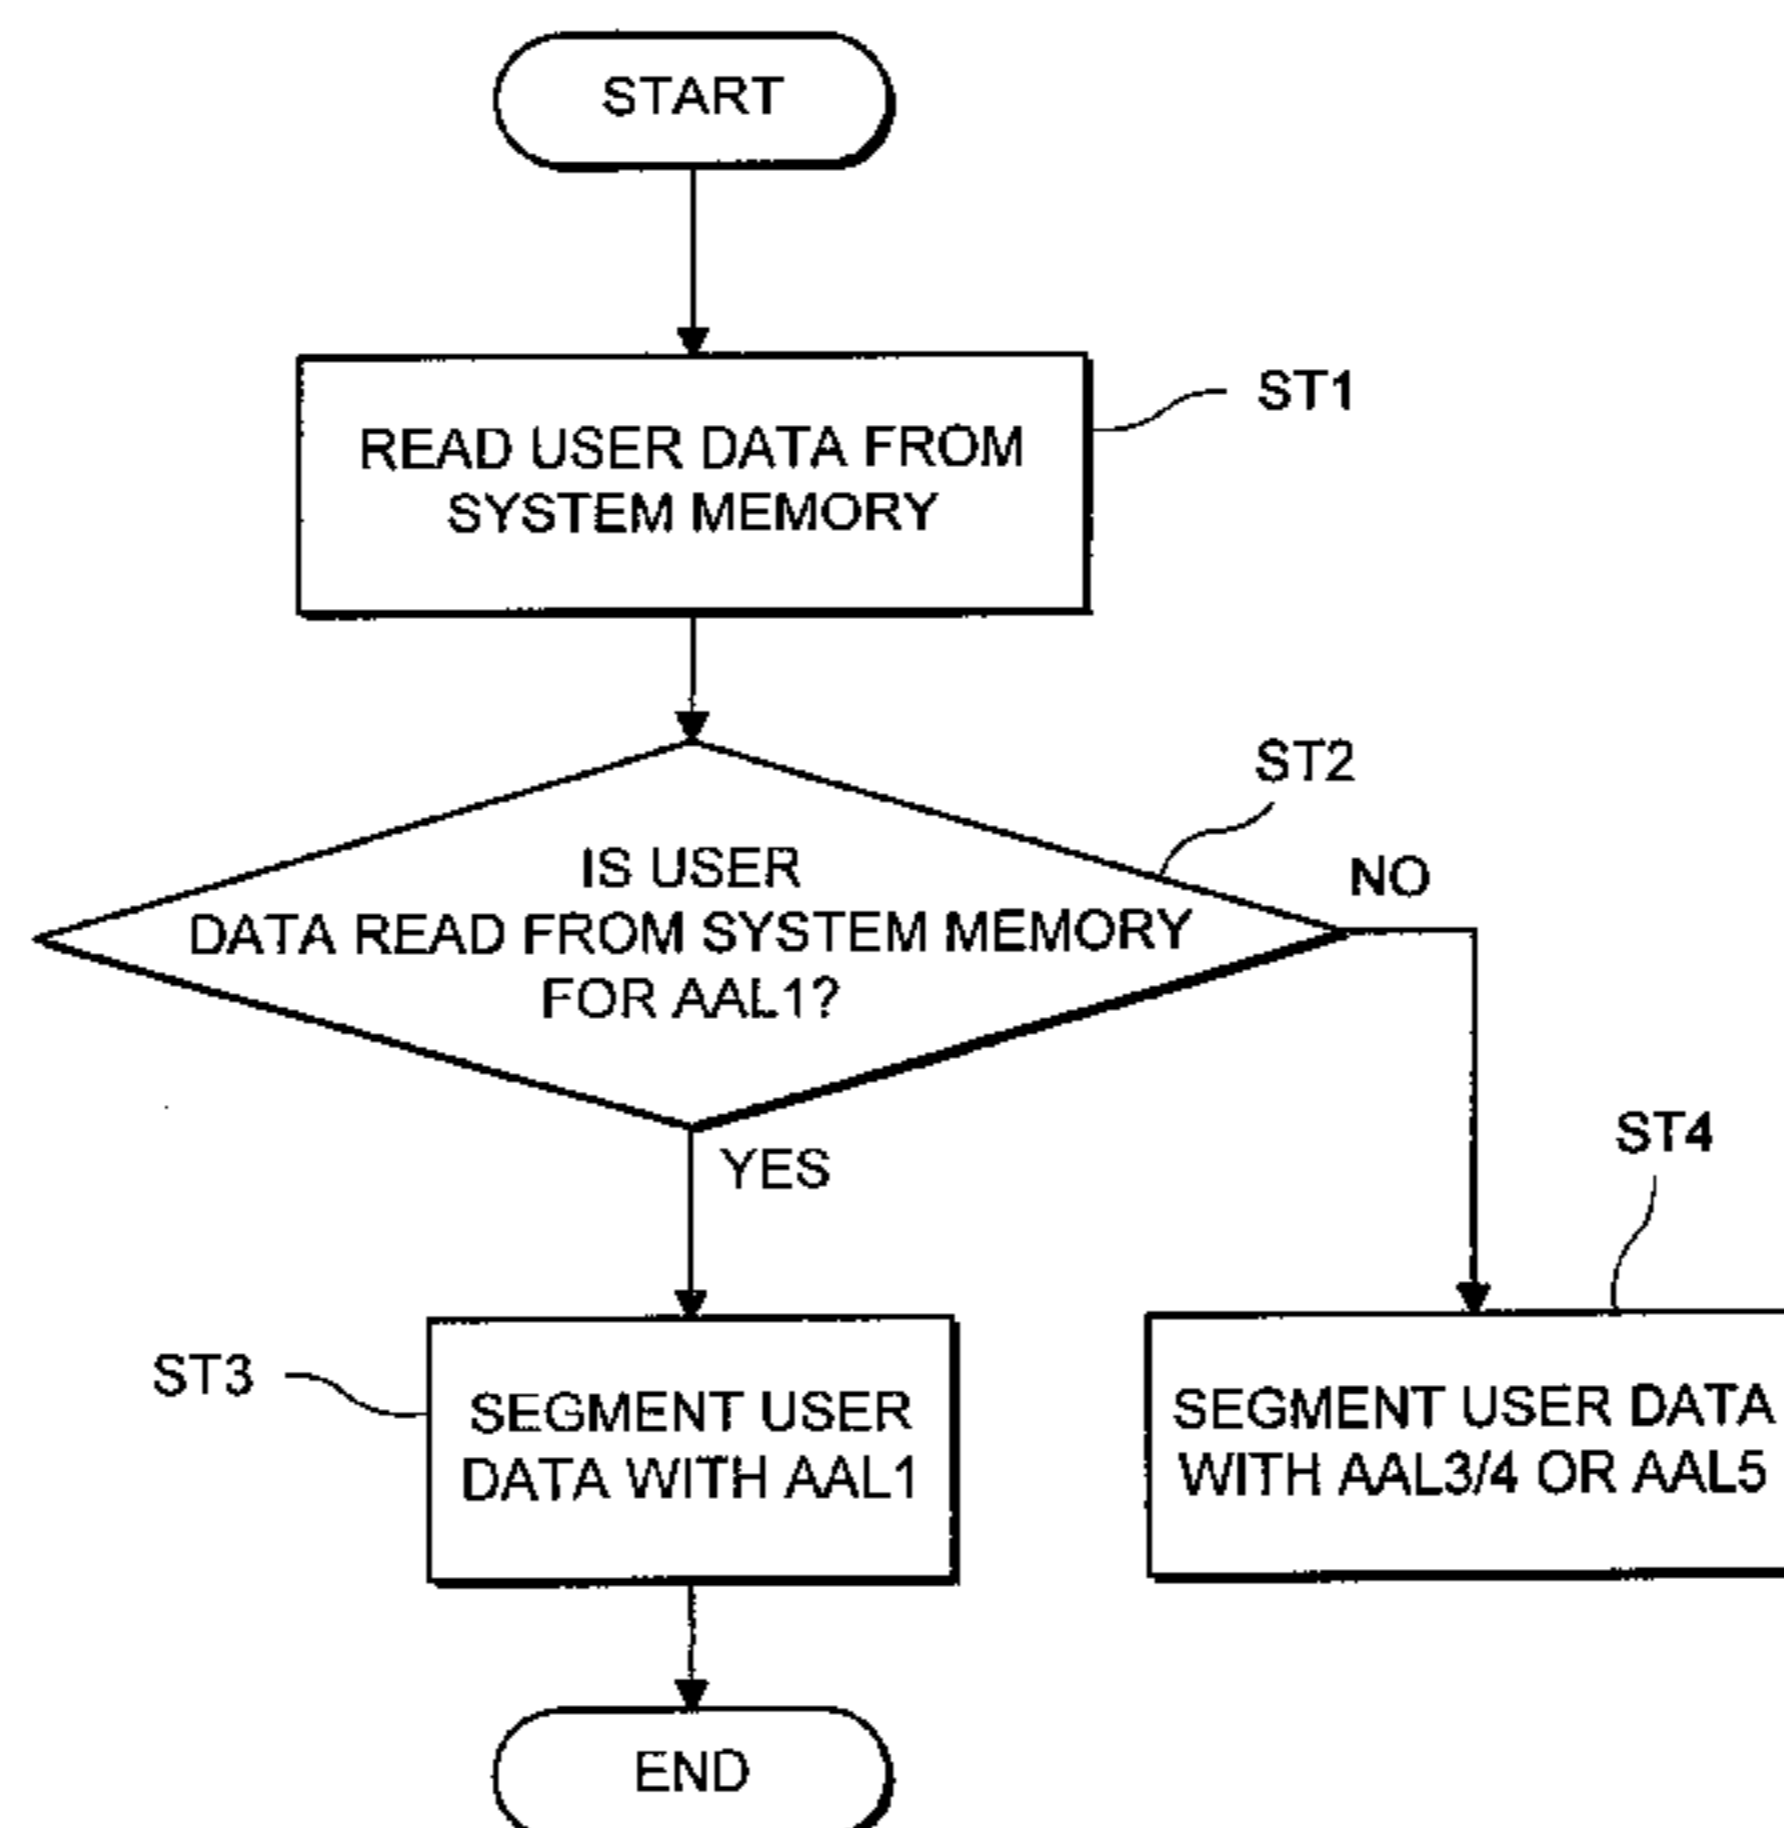 START
ST1
READ USER DATA FROM
SYSTEM MEMORY
ST2
NO
IS USER
DATA READ FROM SYSTEM MEMORY
FOR AAL1?
YES
ST4
ST3
SEGMENT USER
DATA WITH AAL1
SEGMENT USER DATA
WITH AAL3/4 OR AAL5
END